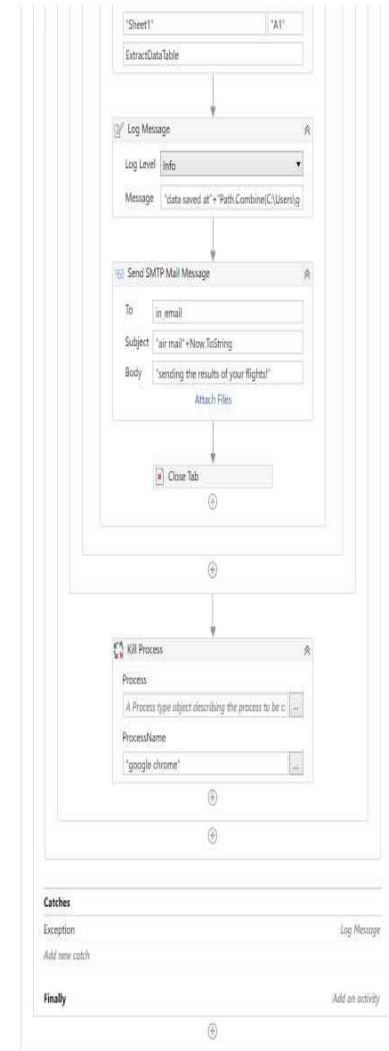 "Sheet1" "A1"
ExtractDataTable
Log Message
Log Level Info
Message "data saved at"+"Path.Combine(C:\Users\g
Send SMTP Mail Message
To in_email
Subject "air mail"+Now.ToString
Body "sending the results of your flights!"
Attach Files
Close Tab
Kill Process
Process
A Process type object describing the process to be c ...
ProcessName
"google chrome" ...
Catches
Exception Log Message
Add new catch
Finally Add an activity